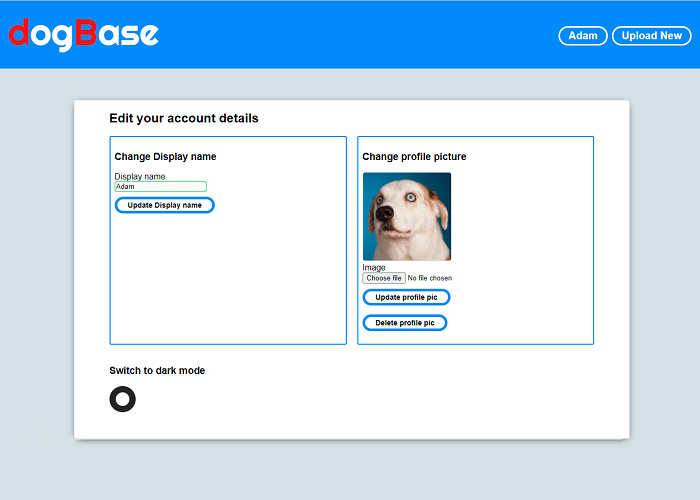 dogBase
Adam
Upload New
Edit your account details
Change Display name
Display name
Adam
Update Display name
Change profile picture
Image
Choose file No file chosen
Update profile pic
Delete profile pic
Switch to dark mode